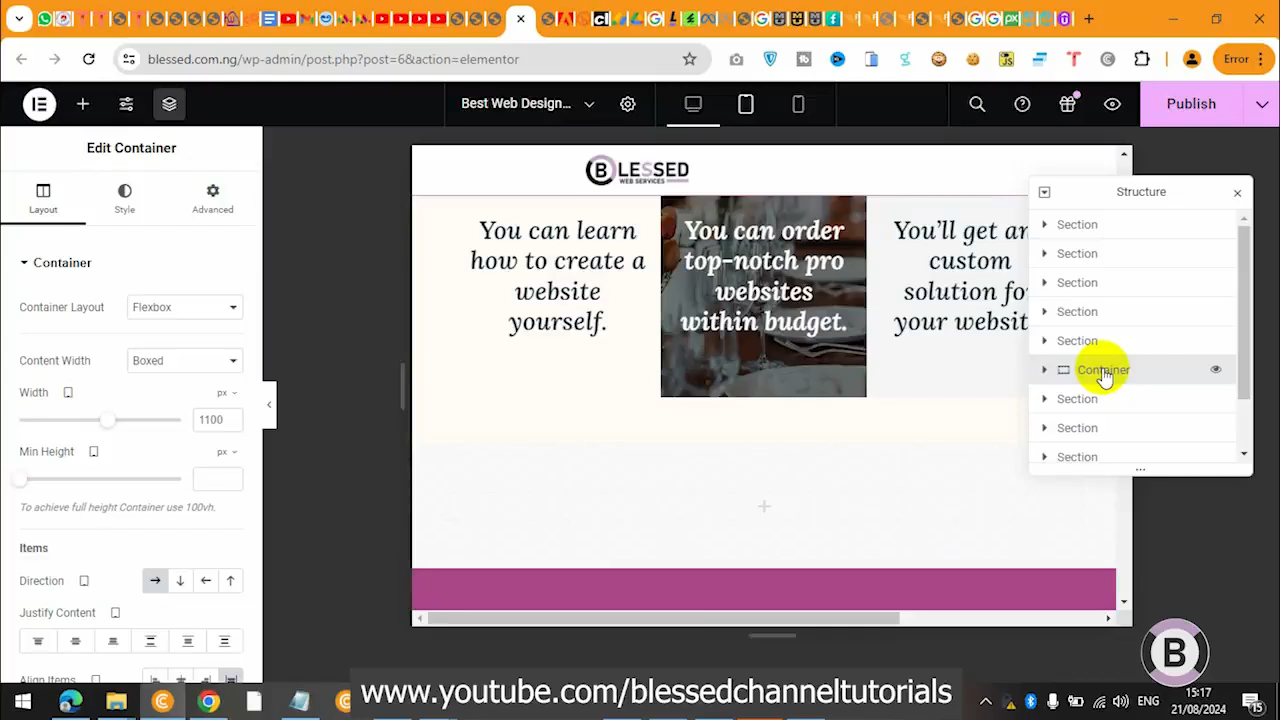 Error
blessed.com.ng/wp-admin/post.php?post=6&action=elementor
Best Web Design...
Publish
Edit Container
Layout
Style
Advanced
Container
Container Layout
Flexbox
Content Width
Boxed
Width
px
1100
Min Height
px
To achieve full height Container use 100vh.
Items
Direction
Justify Content
Align Items
BLESSED
WEB SERVICES
You can learn
how to create a
website
yourself.
You can order
top-notch pro
websites
within budget.
You'll get an
custom
solution fo
your websit
Structure
Section
Section
Section
Section
Section
Container
Section
Section
Section
B
www.youtube.com/blessedchanneltutorials
ENG
15:17
21/08/2024
15